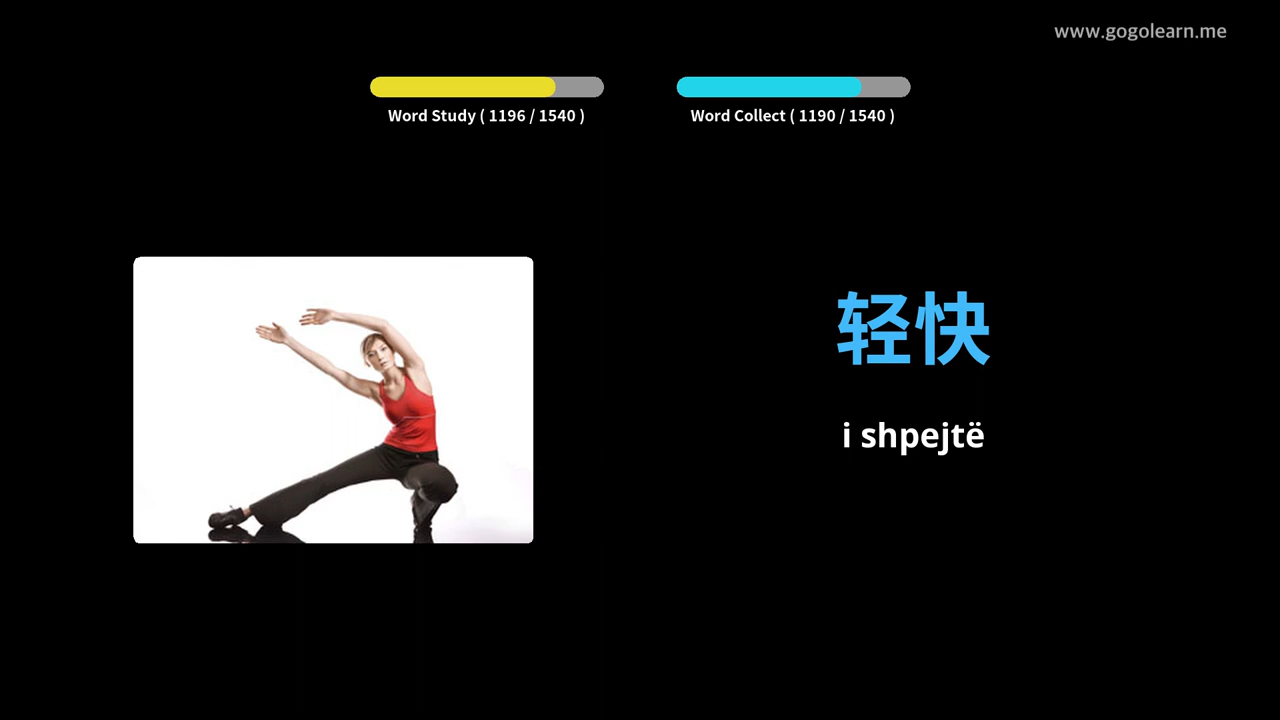 www.gogolearn.me
Word Study ( 1196 / 1540 )
Word Collect ( 1190 / 1540 )
轻快
i shpejtë